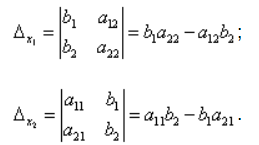 Δx₁ = |b₁ a₁₂; b₂ a₂₂| = b₁a₂₂ − a₁₂b₂;
Δx₂ = |a₁₁ b₁; a₂₁ b₂| = a₁₁b₂ − b₁a₂₁.